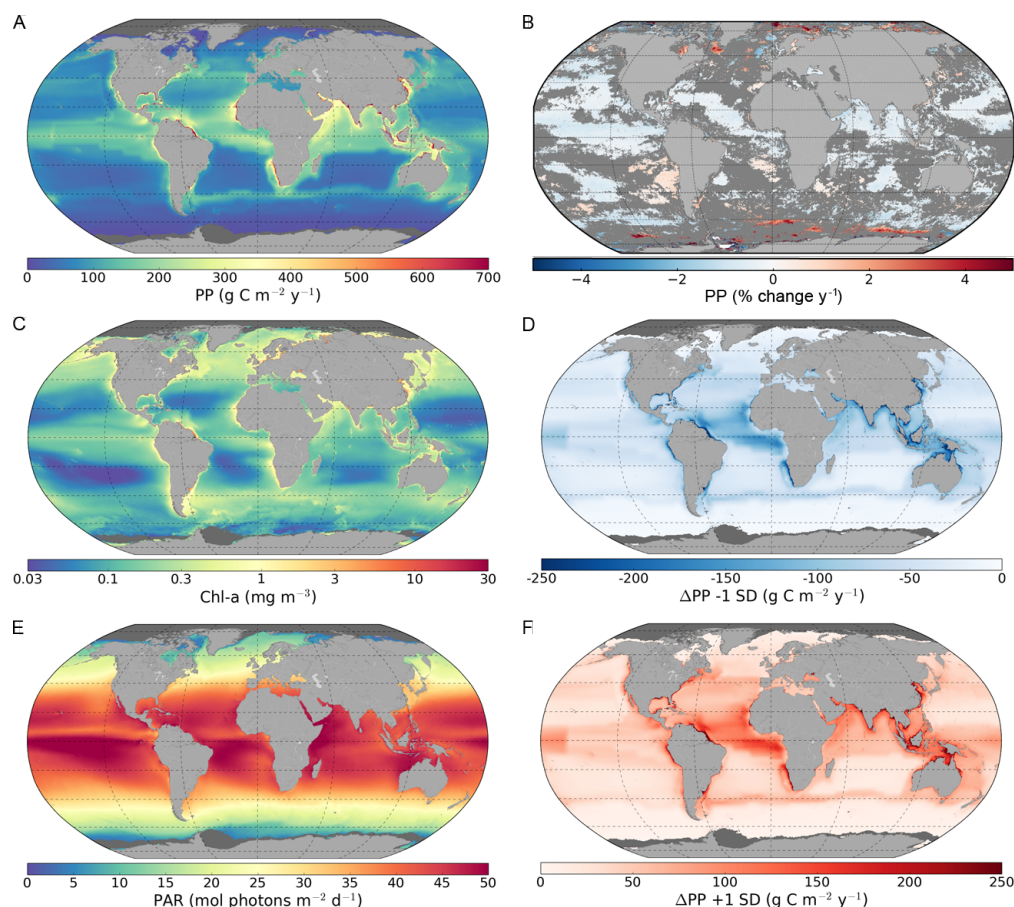 A
B
0 100 200 300 400 500 600 700
PP (g C m⁻² y⁻¹)
−4 −2 0 2 4
PP (% change y⁻¹)
C
D
0.03 0.1 0.3 1 3 10 30
Chl-a (mg m⁻³)
-250 -200 -150 -100 -50 0
ΔPP -1 SD (g C m⁻² y⁻¹)
E
F
0 5 10 15 20 25 30 35 40 45 50
PAR (mol photons m⁻² d⁻¹)
0 50 100 150 200 250
ΔPP +1 SD (g C m⁻² y⁻¹)